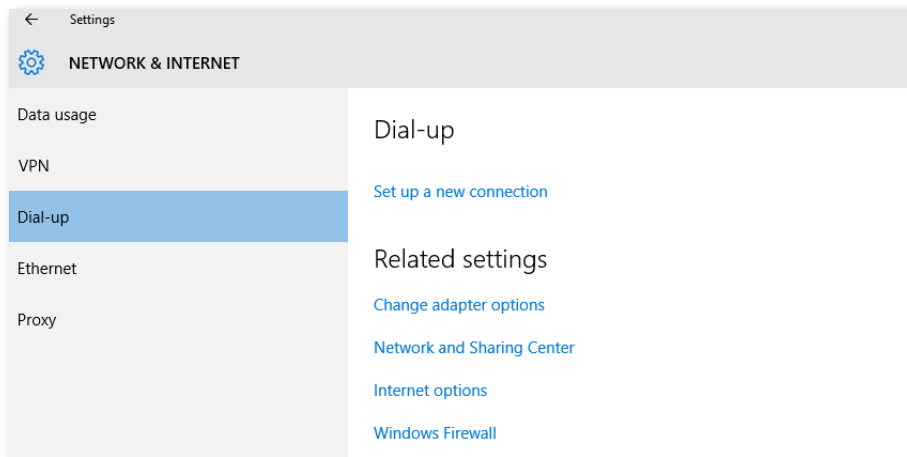 Settings
NETWORK & INTERNET
Data usage
VPN
Dial-up
Ethernet
Proxy
Dial-up
Set up a new connection
Related settings
Change adapter options
Network and Sharing Center
Internet options
Windows Firewall